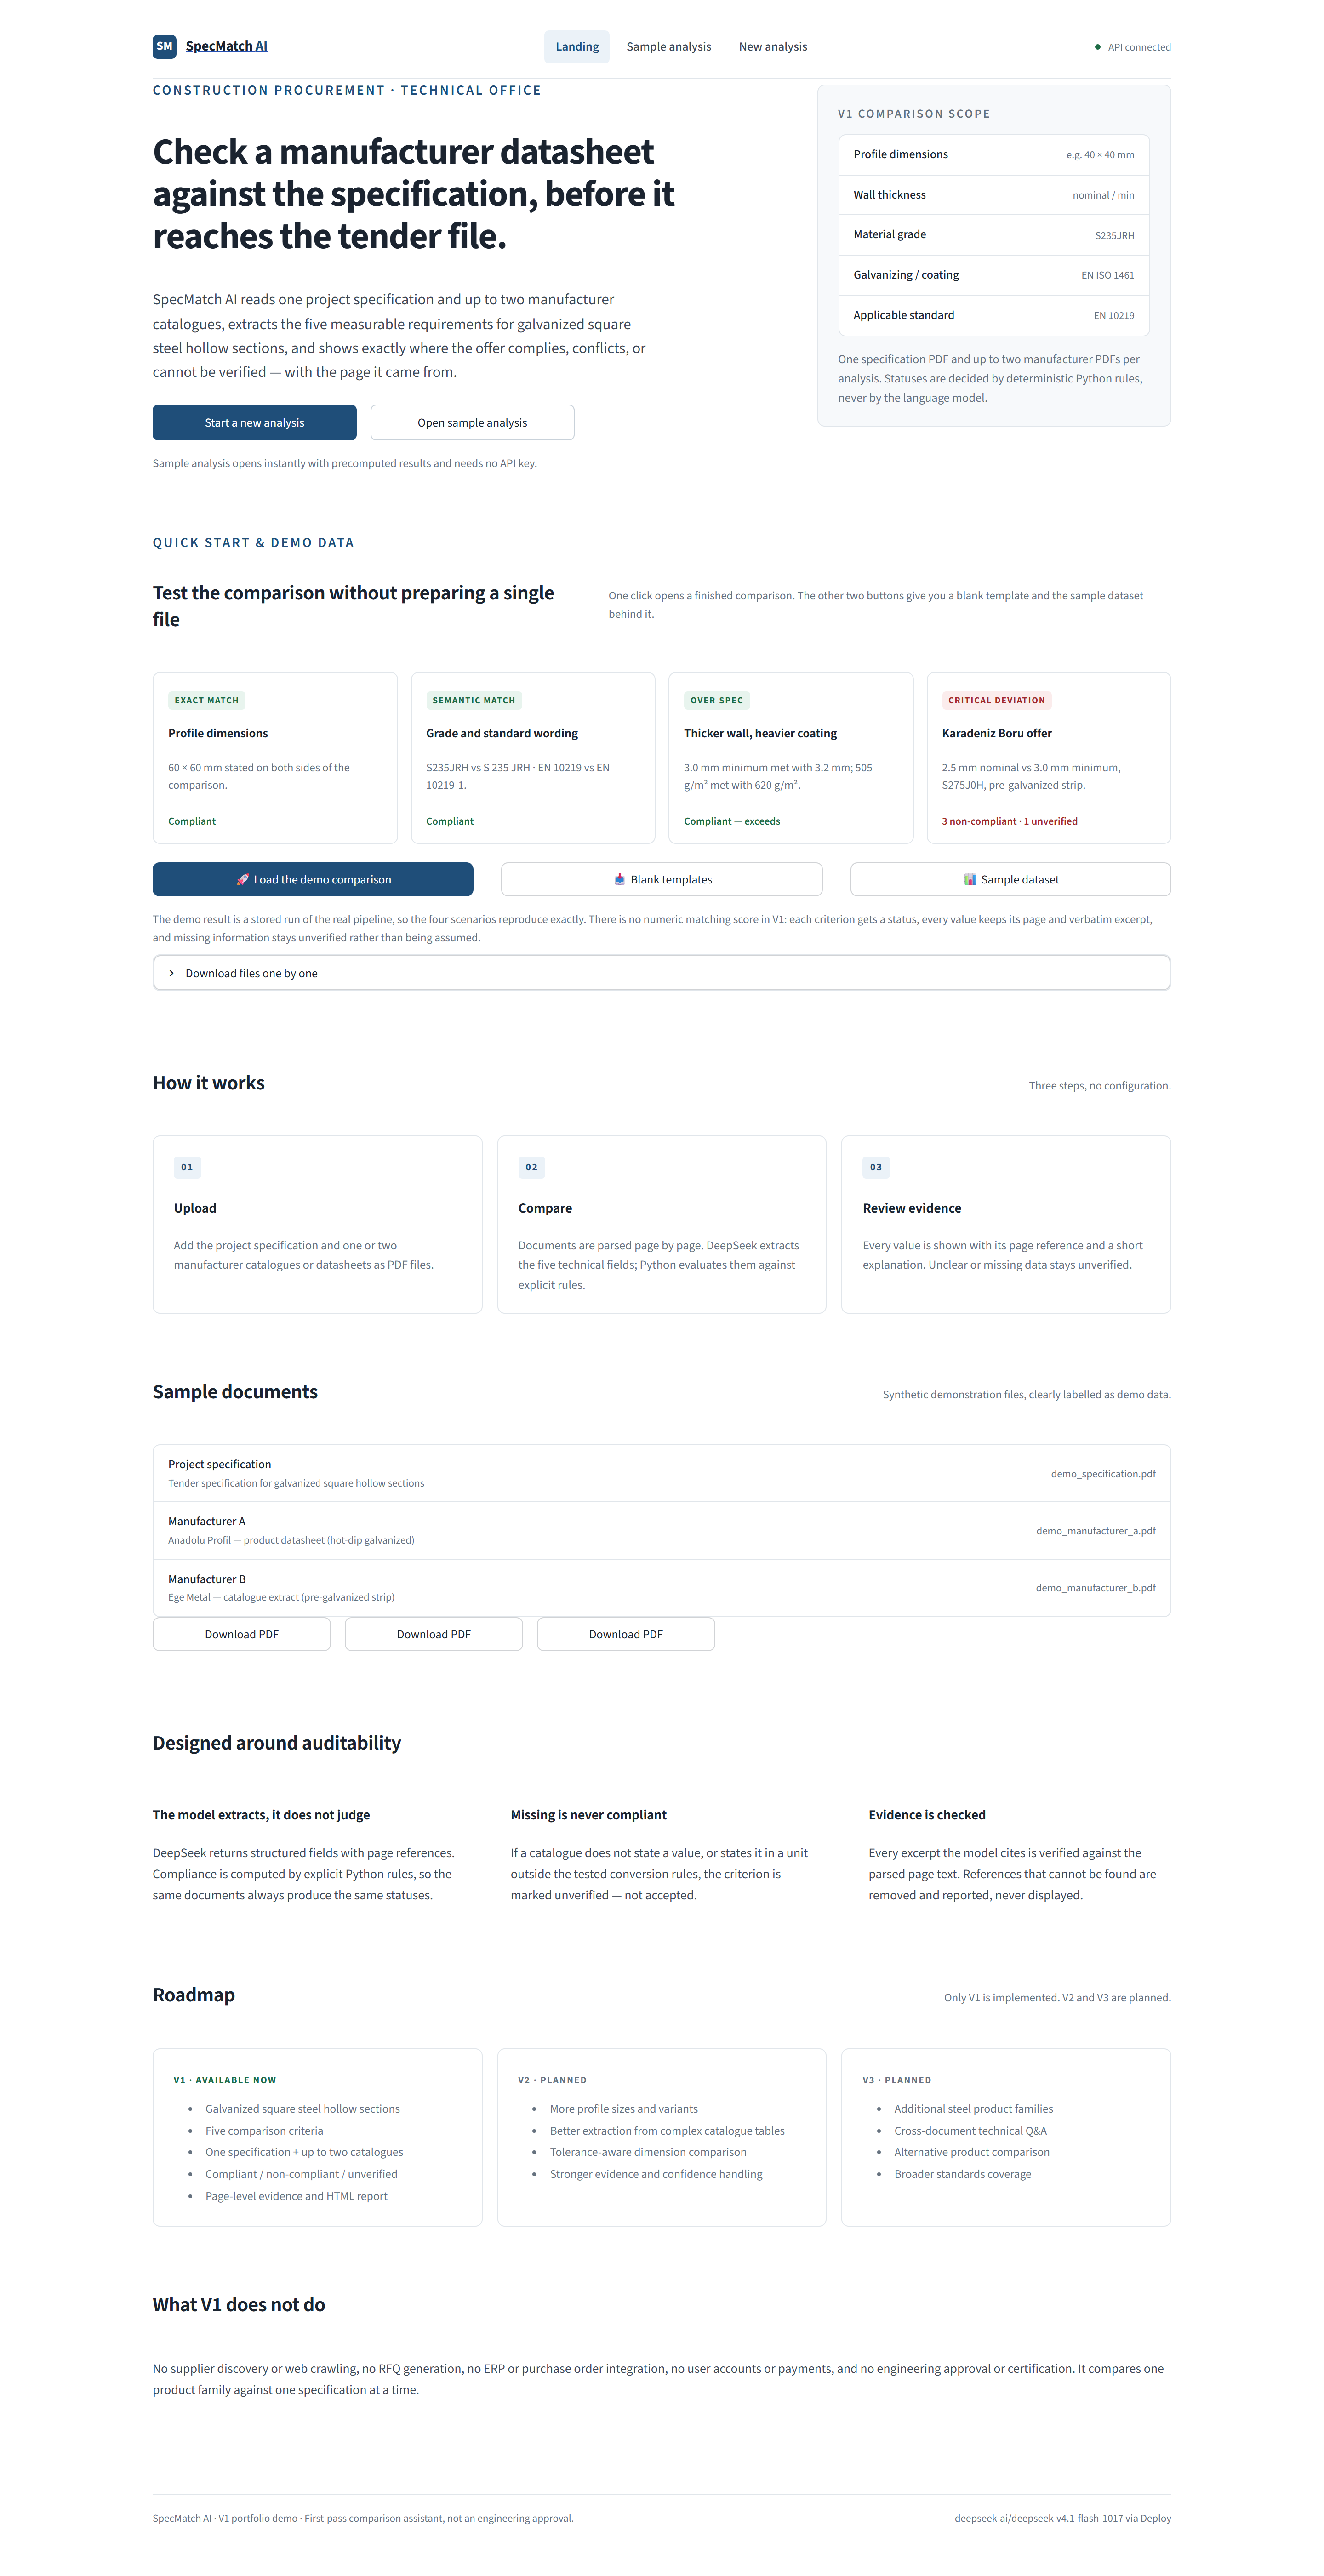 SM SpecMatch AI
Landing
Sample analysis
New analysis
API connected
CONSTRUCTION PROCUREMENT · TECHNICAL OFFICE
Check a manufacturer datasheet
against the specification, before it
reaches the tender file.
SpecMatch AI reads one project specification and up to two manufacturer
catalogues, extracts the five measurable requirements for galvanized square
steel hollow sections, and shows exactly where the offer complies, conflicts, or
cannot be verified — with the page it came from.
Start a new analysis
Open sample analysis
Sample analysis opens instantly with precomputed results and needs no API key.
V1 COMPARISON SCOPE
Profile dimensions e.g. 40 × 40 mm
Wall thickness nominal / min
Material grade S235JRH
Galvanizing / coating EN ISO 1461
Applicable standard EN 10219
One specification PDF and up to two manufacturer PDFs per
analysis. Statuses are decided by deterministic Python rules,
never by the language model.
QUICK START & DEMO DATA
Test the comparison without preparing a single
file
One click opens a finished comparison. The other two buttons give you a blank template and the sample dataset
behind it.
EXACT MATCH
Profile dimensions
60 × 60 mm stated on both sides of the
comparison.
Compliant
SEMANTIC MATCH
Grade and standard wording
S235JRH vs S 235 JRH · EN 10219 vs EN
10219-1.
Compliant
OVER-SPEC
Thicker wall, heavier coating
3.0 mm minimum met with 3.2 mm; 505
g/m² met with 620 g/m².
Compliant — exceeds
CRITICAL DEVIATION
Karadeniz Boru offer
2.5 mm nominal vs 3.0 mm minimum,
S275J0H, pre-galvanized strip.
3 non-compliant · 1 unverified
🚀 Load the demo comparison
📥 Blank templates
📊 Sample dataset
The demo result is a stored run of the real pipeline, so the four scenarios reproduce exactly. There is no numeric matching score in V1: each criterion gets a status, every value keeps its page and verbatim excerpt,
and missing information stays unverified rather than being assumed.
Download files one by one
How it works
Three steps, no configuration.
01
Upload
Add the project specification and one or two
manufacturer catalogues or datasheets as PDF files.
02
Compare
Documents are parsed page by page. DeepSeek extracts
the five technical fields; Python evaluates them against
explicit rules.
03
Review evidence
Every value is shown with its page reference and a short
explanation. Unclear or missing data stays unverified.
Sample documents
Synthetic demonstration files, clearly labelled as demo data.
Project specification
Tender specification for galvanized square hollow sections
demo_specification.pdf
Manufacturer A
Anadolu Profil — product datasheet (hot-dip galvanized)
demo_manufacturer_a.pdf
Manufacturer B
Ege Metal — catalogue extract (pre-galvanized strip)
demo_manufacturer_b.pdf
Download PDF
Download PDF
Download PDF
Designed around auditability
The model extracts, it does not judge
DeepSeek returns structured fields with page references.
Compliance is computed by explicit Python rules, so the
same documents always produce the same statuses.
Missing is never compliant
If a catalogue does not state a value, or states it in a unit
outside the tested conversion rules, the criterion is
marked unverified — not accepted.
Evidence is checked
Every excerpt the model cites is verified against the
parsed page text. References that cannot be found are
removed and reported, never displayed.
Roadmap
Only V1 is implemented. V2 and V3 are planned.
V1 · AVAILABLE NOW
• Galvanized square steel hollow sections
• Five comparison criteria
• One specification + up to two catalogues
• Compliant / non-compliant / unverified
• Page-level evidence and HTML report
V2 · PLANNED
• More profile sizes and variants
• Better extraction from complex catalogue tables
• Tolerance-aware dimension comparison
• Stronger evidence and confidence handling
V3 · PLANNED
• Additional steel product families
• Cross-document technical Q&A
• Alternative product comparison
• Broader standards coverage
What V1 does not do
No supplier discovery or web crawling, no RFQ generation, no ERP or purchase order integration, no user accounts or payments, and no engineering approval or certification. It compares one
product family against one specification at a time.
SpecMatch AI · V1 portfolio demo · First-pass comparison assistant, not an engineering approval.
deepseek-ai/deepseek-v4.1-flash-1017 via Deploy